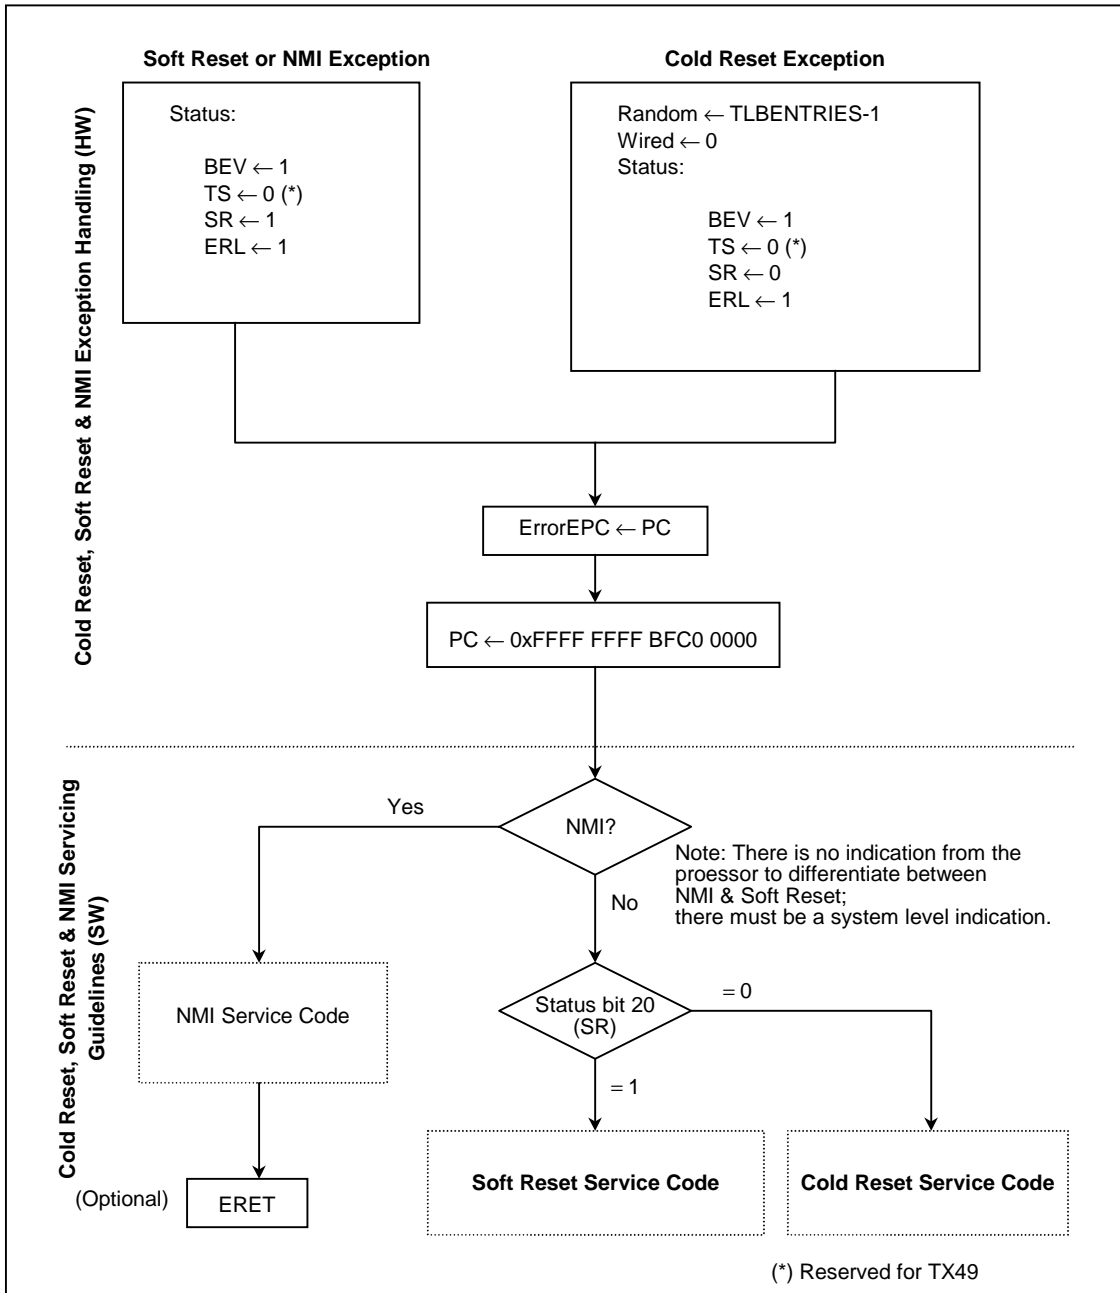 Soft Reset or NMI Exception
Cold Reset Exception
Cold Reset, Soft Reset & NMI Exception Handling (HW)
Status:
BEV ← 1
TS ← 0 (*)
SR ← 1
ERL ← 1
Random ← TLBENTRIES-1
Wired ← 0
Status:
BEV ← 1
TS ← 0 (*)
SR ← 0
ERL ← 1
ErrorEPC ← PC
PC ← 0xFFFF FFFF BFC0 0000
Cold Reset, Soft Reset & NMI Servicing
Guidelines (SW)
Yes
NMI?
Note: There is no indication from the
proessor to differentiate between
NMI & Soft Reset;
there must be a system level indication.
No
NMI Service Code
Status bit 20
(SR)
= 0
= 1
Soft Reset Service Code
Cold Reset Service Code
(Optional)
ERET
(*) Reserved for TX49